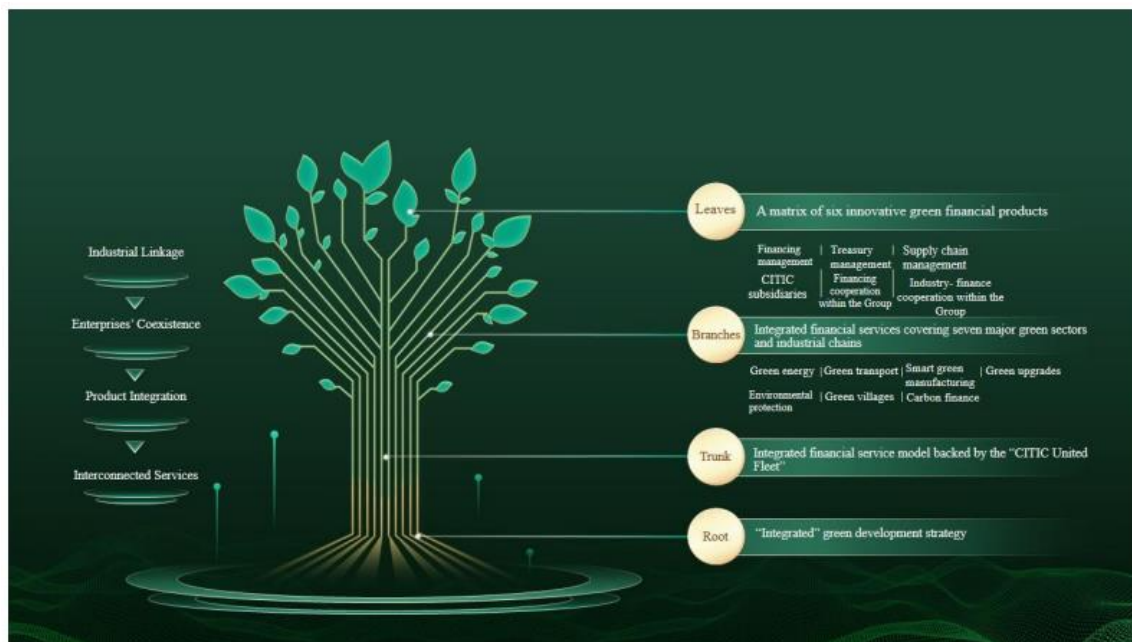 Industrial Linkage
Enterprises' Coexistence
Product Integration
Interconnected Services
Leaves
A matrix of six innovative green financial products
Financing
management
| Treasury
management
| Supply chain
management
CITIC
subsidiaries
Financing
cooperation
within the Group
Industry- finance
cooperation within the
Group
Branches
Integrated financial services covering seven major green sectors
and industrial chains
Green energy | Green transport | Smart green
manufacturing | Green upgrades
Environmental
protection | Green villages | Carbon finance
Trunk
Integrated financial service model backed by the “CITIC United
Fleet”
Root
“Integrated” green development strategy